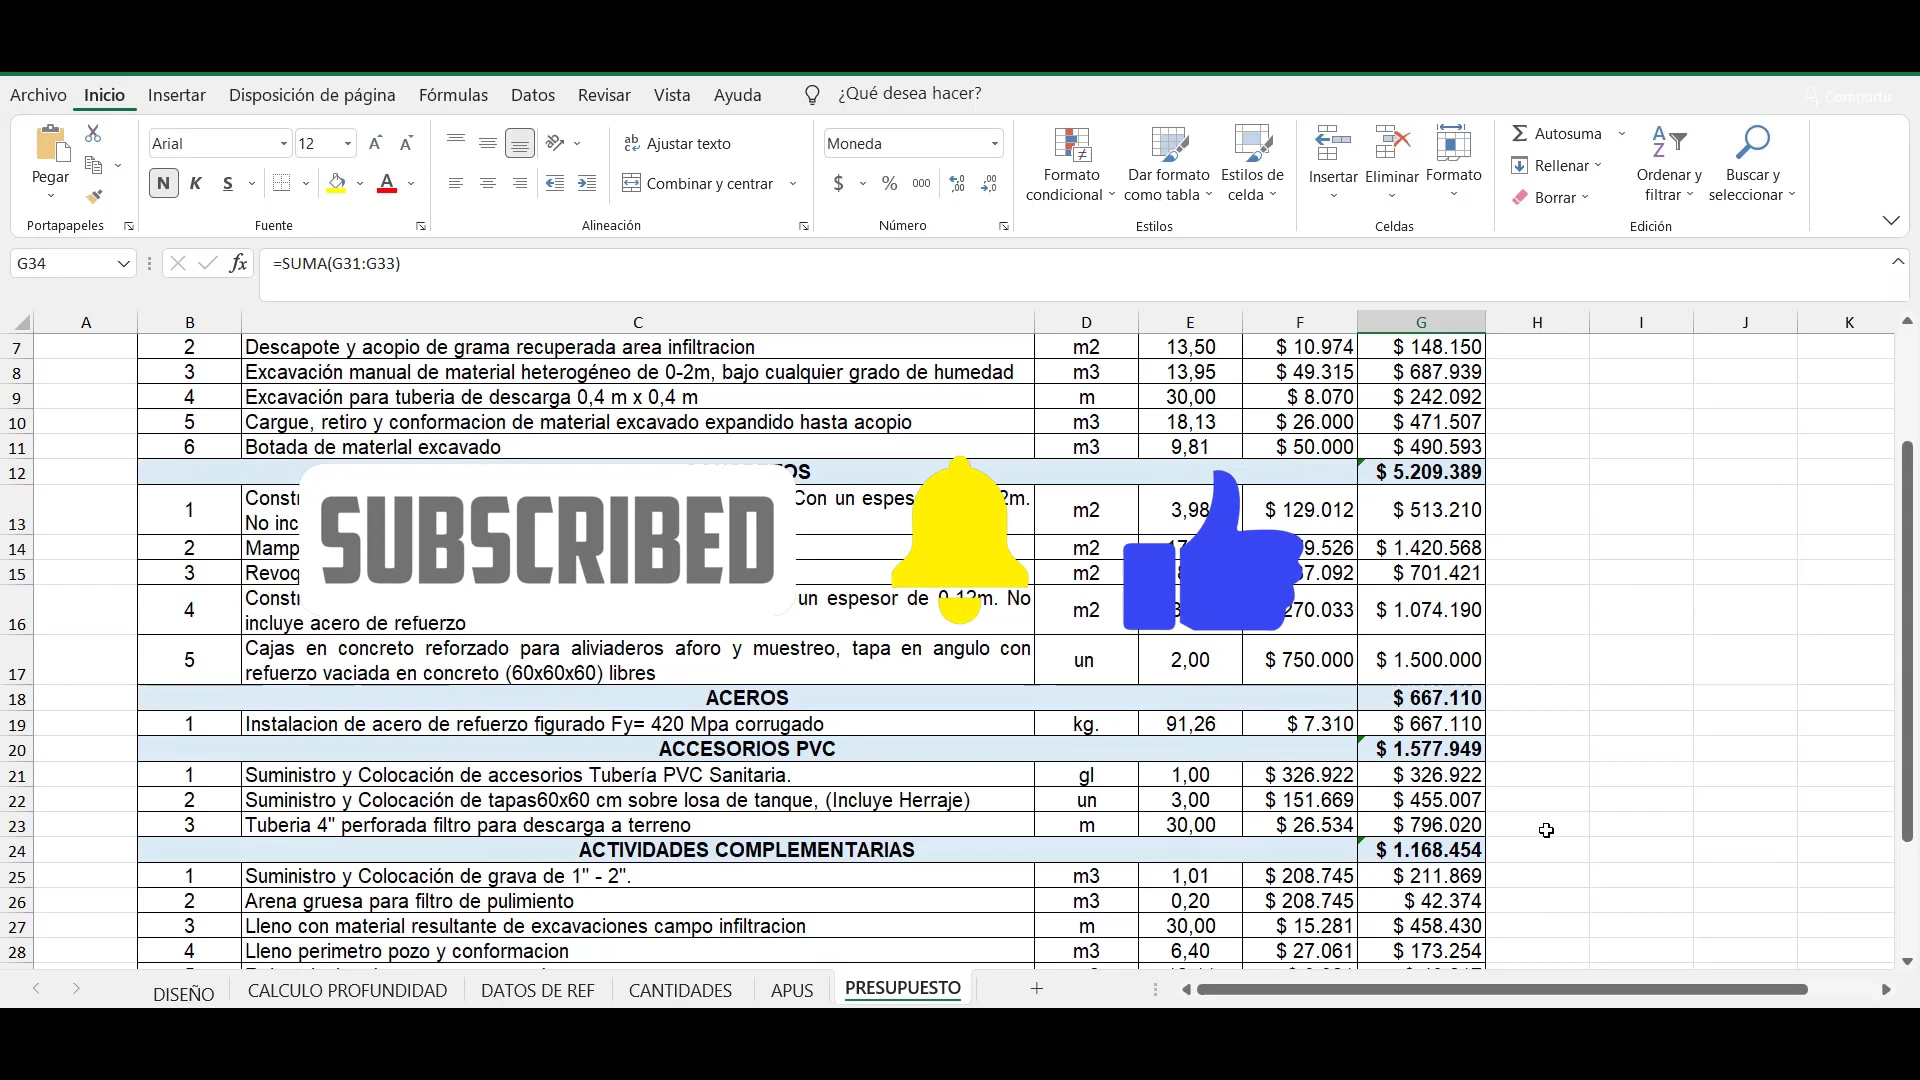 Archivo Inicio Insertar Disposición de página Fórmulas Datos Revisar Vista Ayuda ¿Qué desea hacer? Compartir
Pegar
Portapapeles
Arial 12
N K S
Fuente
Ajustar texto
Combinar y centrar
Alineación
Moneda
$ % 000
Número
Formato condicional
Dar formato como tabla
Estilos de celda
Estilos
Insertar Eliminar Formato
Celdas
Autosuma
Rellenar
Borrar
Ordenar y filtrar
Buscar y seleccionar
Edición
G34 fx =SUMA(G31:G33)
A B C D E F G H I J K
7 2 Descapote y acopio de grama recuperada area infiltracion m2 13,50 $ 10.974 $ 148.150
8 3 Excavación manual de material heterogéneo de 0-2m, bajo cualquier grado de humedad m3 13,95 $ 49.315 $ 687.939
9 4 Excavación para tuberia de descarga 0,4 m x 0,4 m m 30,00 $ 8.070 $ 242.092
10 5 Cargue, retiro y conformacion de material excavado expandido hasta acopio m3 18,13 $ 26.000 $ 471.507
11 6 Botada de materlal excavado m3 9,81 $ 50.000 $ 490.593
12 $ 5.209.389
13 1 Con un m2 3,98 $ 129.012 $ 513.210
No
14 2 m2 $ 1.420.568
15 3 m2 $ 701.421
16 4 un espesor de 0,12m. No m2 $ 1.074.190
incluye acero de refuerzo
SUBSCRIBED
17 5 Cajas en concreto reforzado para aliviaderos aforo y muestreo, tapa en angulo con un 2,00 $ 750.000 $ 1.500.000
refuerzo vaciada en concreto (60x60x60) libres
18 ACEROS $ 667.110
19 1 Instalacion de acero de refuerzo figurado Fy= 420 Mpa corrugado kg. 91,26 $ 7.310 $ 667.110
20 ACCESORIOS PVC $ 1.577.949
21 1 Suministro y Colocación de accesorios Tubería PVC Sanitaria. gl 1,00 $ 326.922 $ 326.922
22 2 Suministro y Colocación de tapas60x60 cm sobre losa de tanque, (Incluye Herraje) un 3,00 $ 151.669 $ 455.007
23 3 Tuberia 4" perforada filtro para descarga a terreno m 30,00 $ 26.534 $ 796.020
24 ACTIVIDADES COMPLEMENTARIAS $ 1.168.454
25 1 Suministro y Colocación de grava de 1" - 2". m3 1,01 $ 208.745 $ 211.869
26 2 Arena gruesa para filtro de pulimiento m3 0,20 $ 208.745 $ 42.374
27 3 Lleno con material resultante de excavaciones campo infiltracion m 30,00 $ 15.281 $ 458.430
28 4 Lleno perimetro pozo y conformacion m3 6,40 $ 27.061 $ 173.254
DISEÑO CALCULO PROFUNDIDAD DATOS DE REF CANTIDADES APUS PRESUPUESTO